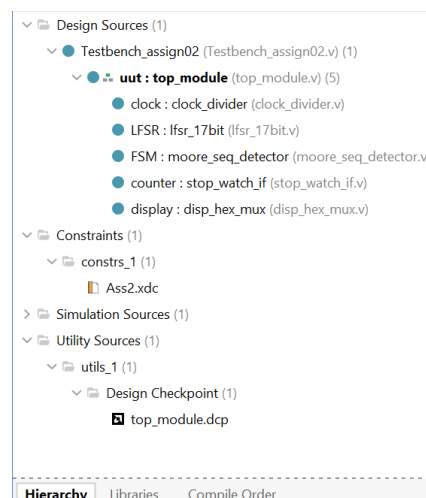 Design Sources (1)
Testbench_assign02 (Testbench_assign02.v) (1)
uut : top_module (top_module.v) (5)
clock : clock_divider (clock_divider.v)
LFSR : lfsr_17bit (lfsr_17bit.v)
FSM : moore_seq_detector (moore_seq_detector.v
counter : stop_watch_if (stop_watch_if.v)
display : disp_hex_mux (disp_hex_mux.v)
Constraints (1)
constrs_1 (1)
Ass2.xdc
Simulation Sources (1)
Utility Sources (1)
utils_1 (1)
Design Checkpoint (1)
top_module.dcp
Hierarchy Libraries Compile Order